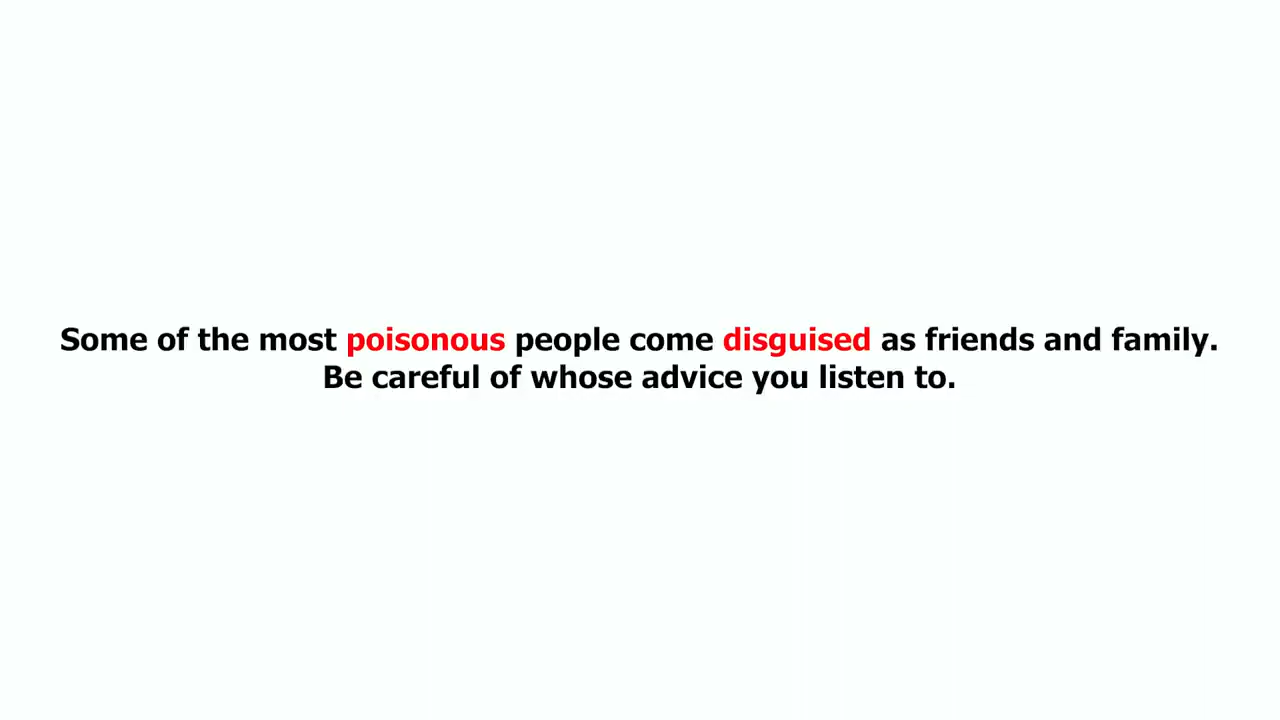 Some of the most poisonous people come disguised as friends and family.
Be careful of whose advice you listen to.